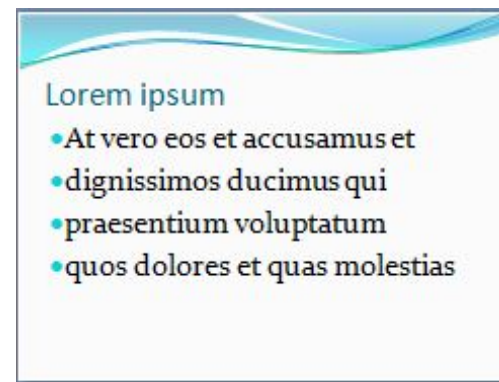 Lorem ipsum
•At vero eos et accusamus et
•dignissimos ducimus qui
•praesentium voluptatum
•quos dolores et quas molestias